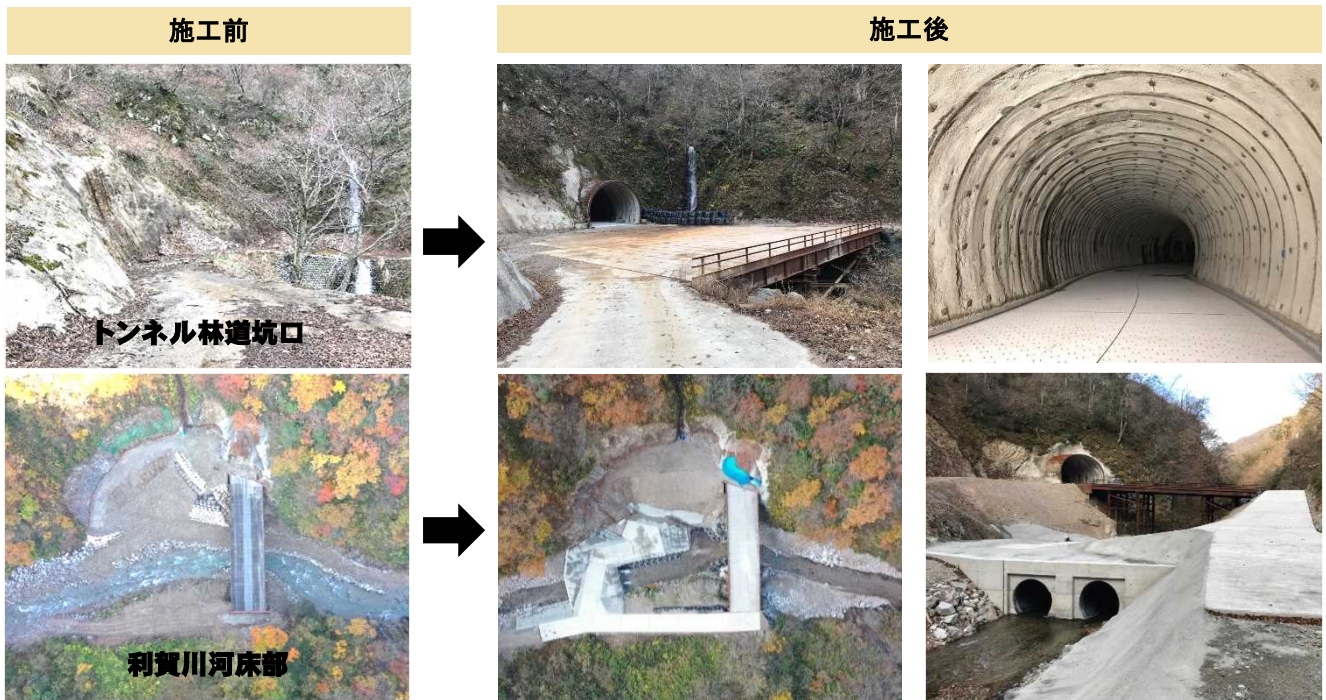 施工前
施工後
トンネル林道坑口
利賀川河床部